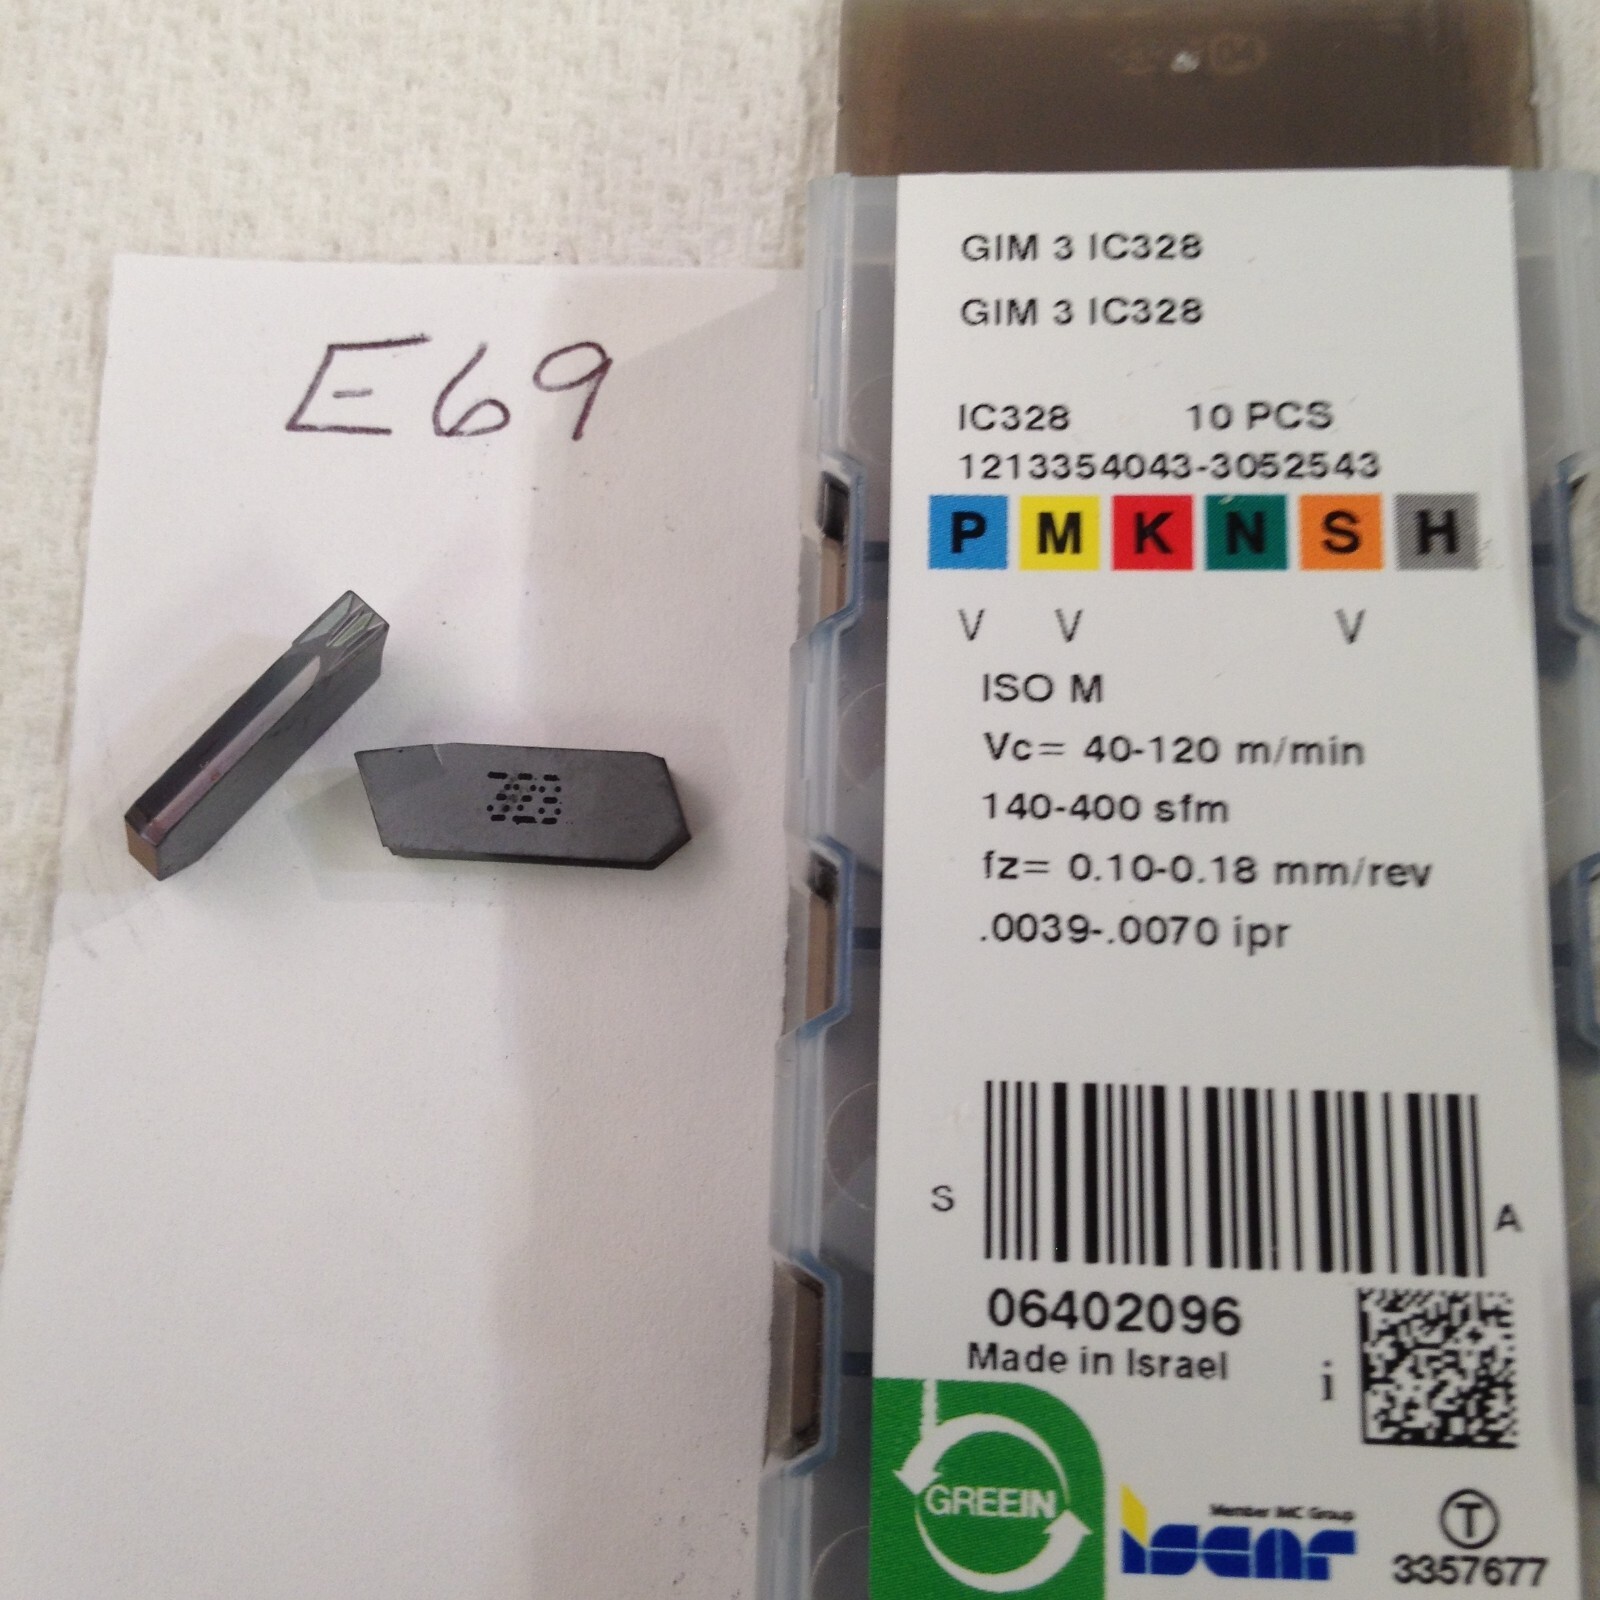 E69
GIM 3 IC328
GIM 3 IC328
IC328 10 PCS
1213354043-3052543
P M K N S H
V V V
ISO M
Vc= 40-120 m/min
140-400 sfm
fz= 0.10-0.18 mm/rev
.0039-.0070 ipr
S A
06402096
Made in Israel
i
GREEIN
Member IMC Group
iscar
T
3357677